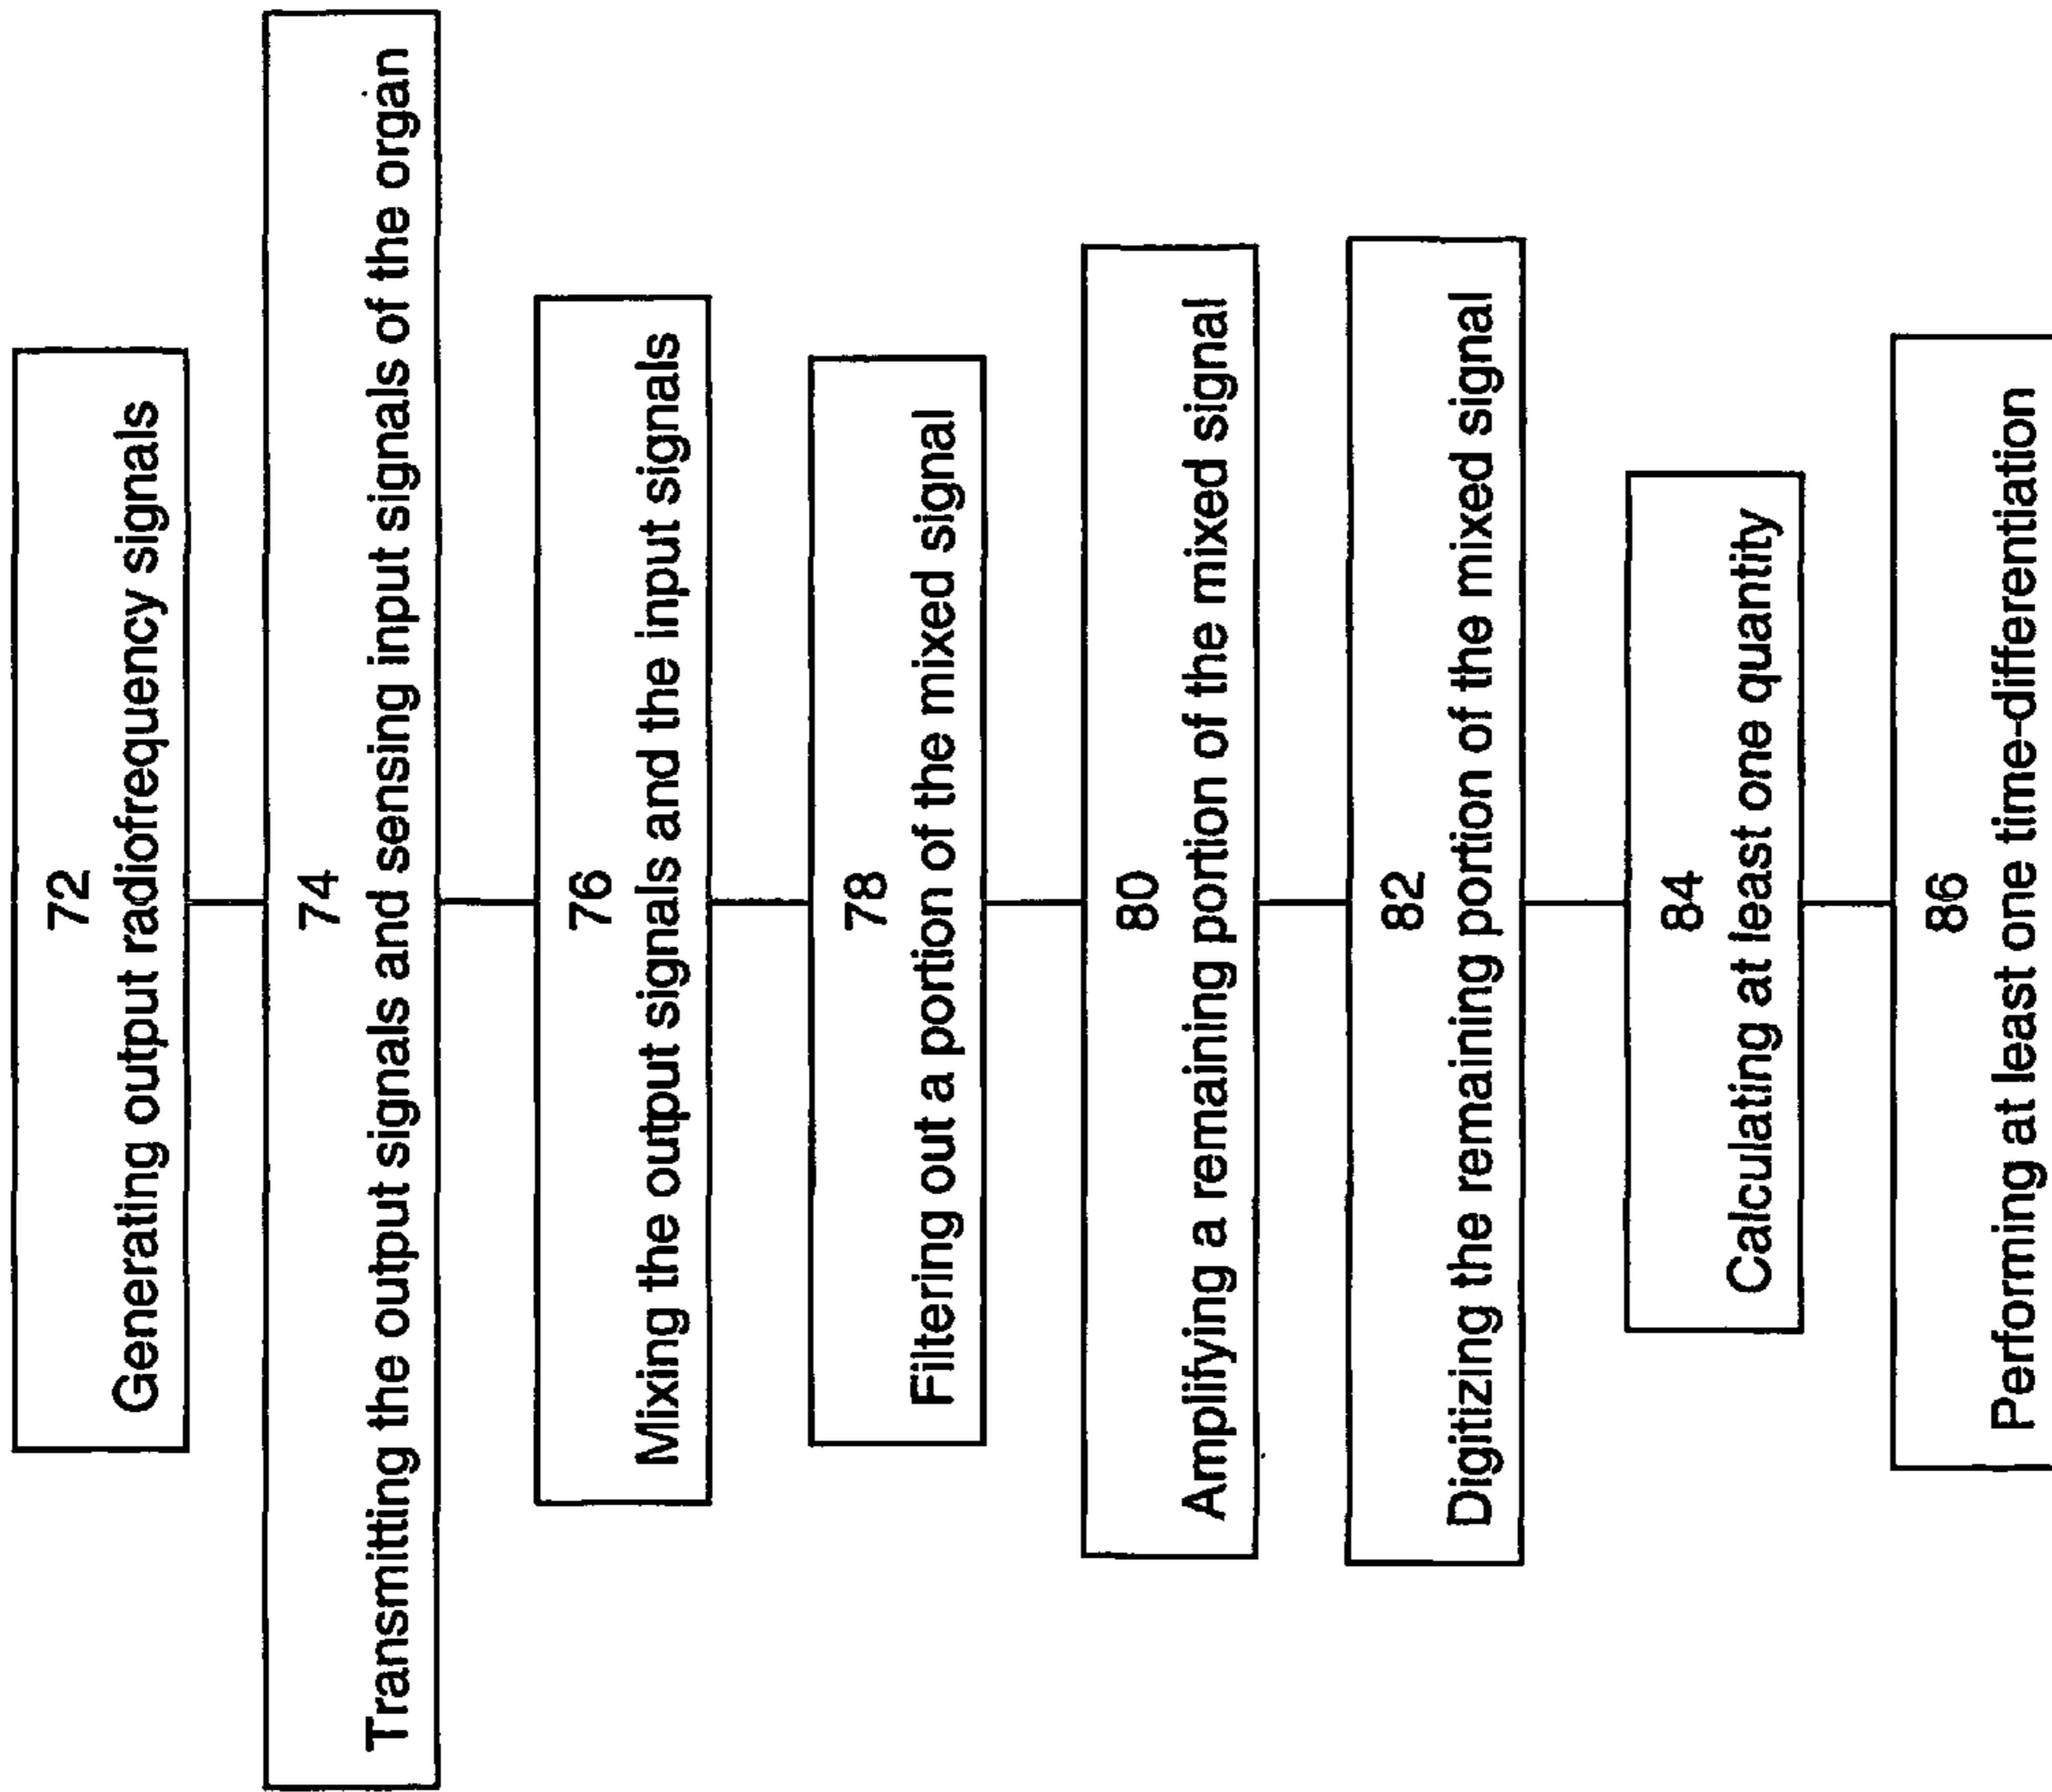 72
Generating output radiofrequency signals
74
Transmitting the output signals and sensing input signals of the organ
76
Mixing the output signals and the input signals
78
Filtering out a portion of the mixed signal
80
Amplifying a remaining portion of the mixed signal
82
Digitizing the remaining portion of the mixed signal
84
Calculating at least one quantity
86
Performing at least one time-differentiation